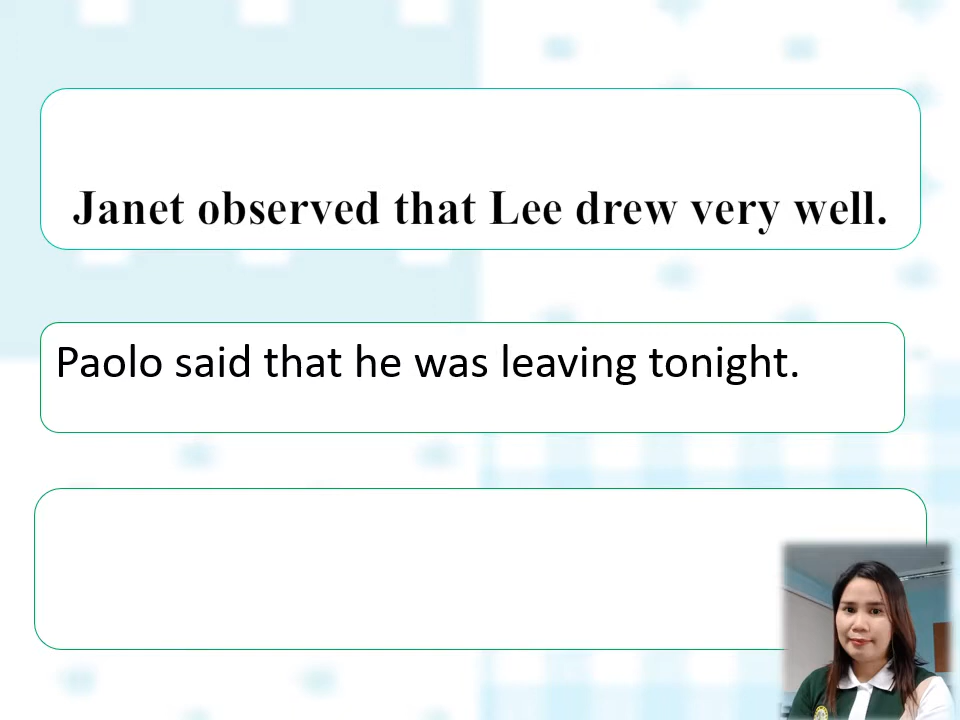 Janet observed that Lee drew very well.
Paolo said that he was leaving tonight.